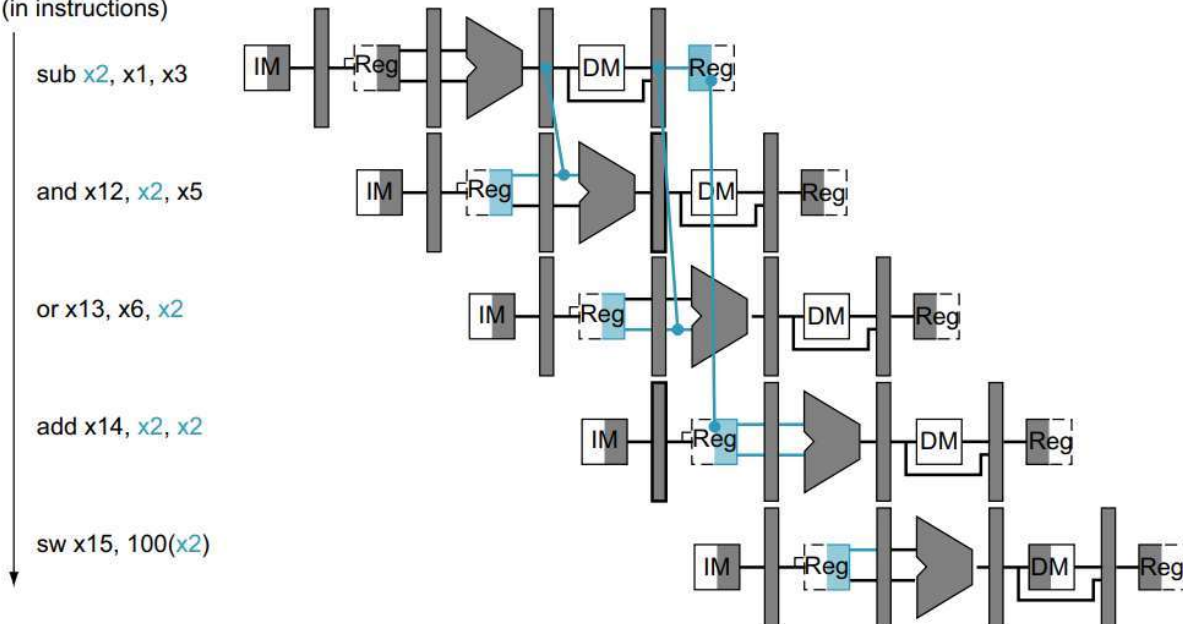 (in instructions)
IM Reg DM Reg
sub x2, x1, x3
IM Reg DM Reg
and x12, x2, x5
IM Reg DM Reg
or x13, x6, x2
IM Reg DM Reg
add x14, x2, x2
IM Reg DM Reg
sw x15, 100(x2)